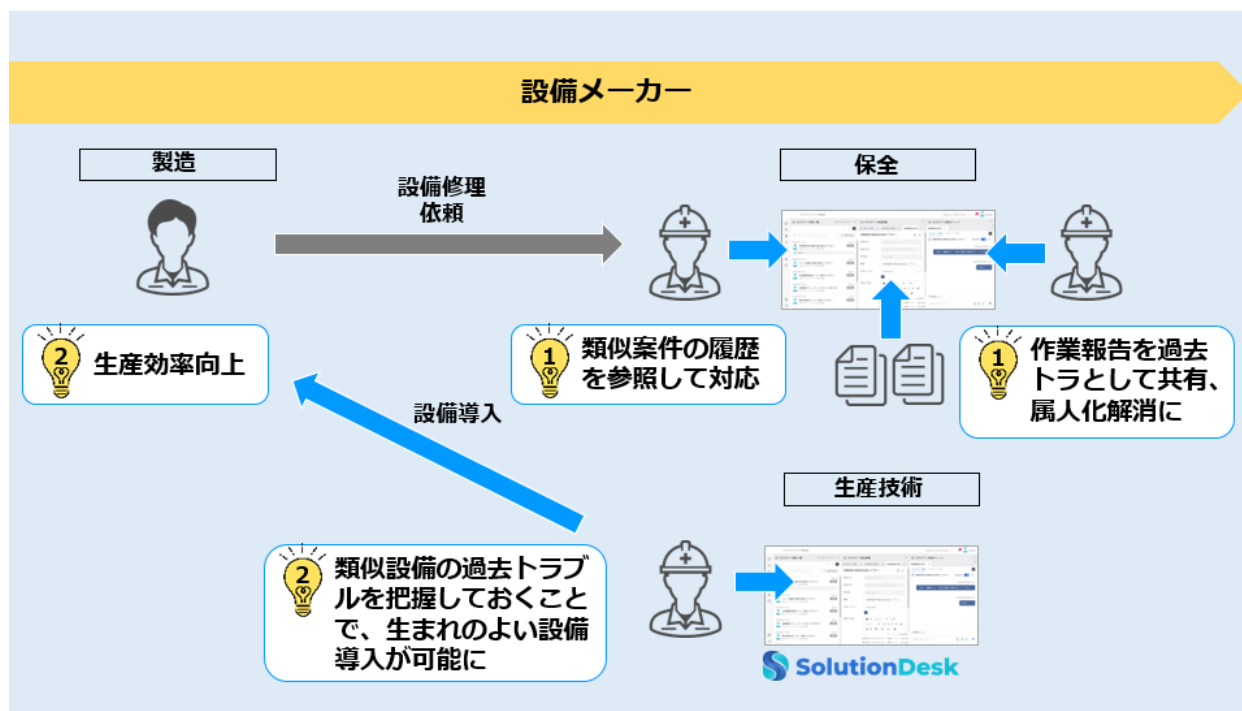 設備メーカー
製造
保全
設備修理
依頼
2
生産効率向上
1
類似案件の履歴
を参照して対応
1
作業報告を過去
トラとして共有、
属人化解消に
設備導入
生産技術
2
類似設備の過去トラブ
ルを把握しておくこと
で、生まれのよい設備
導入が可能に
SolutionDesk